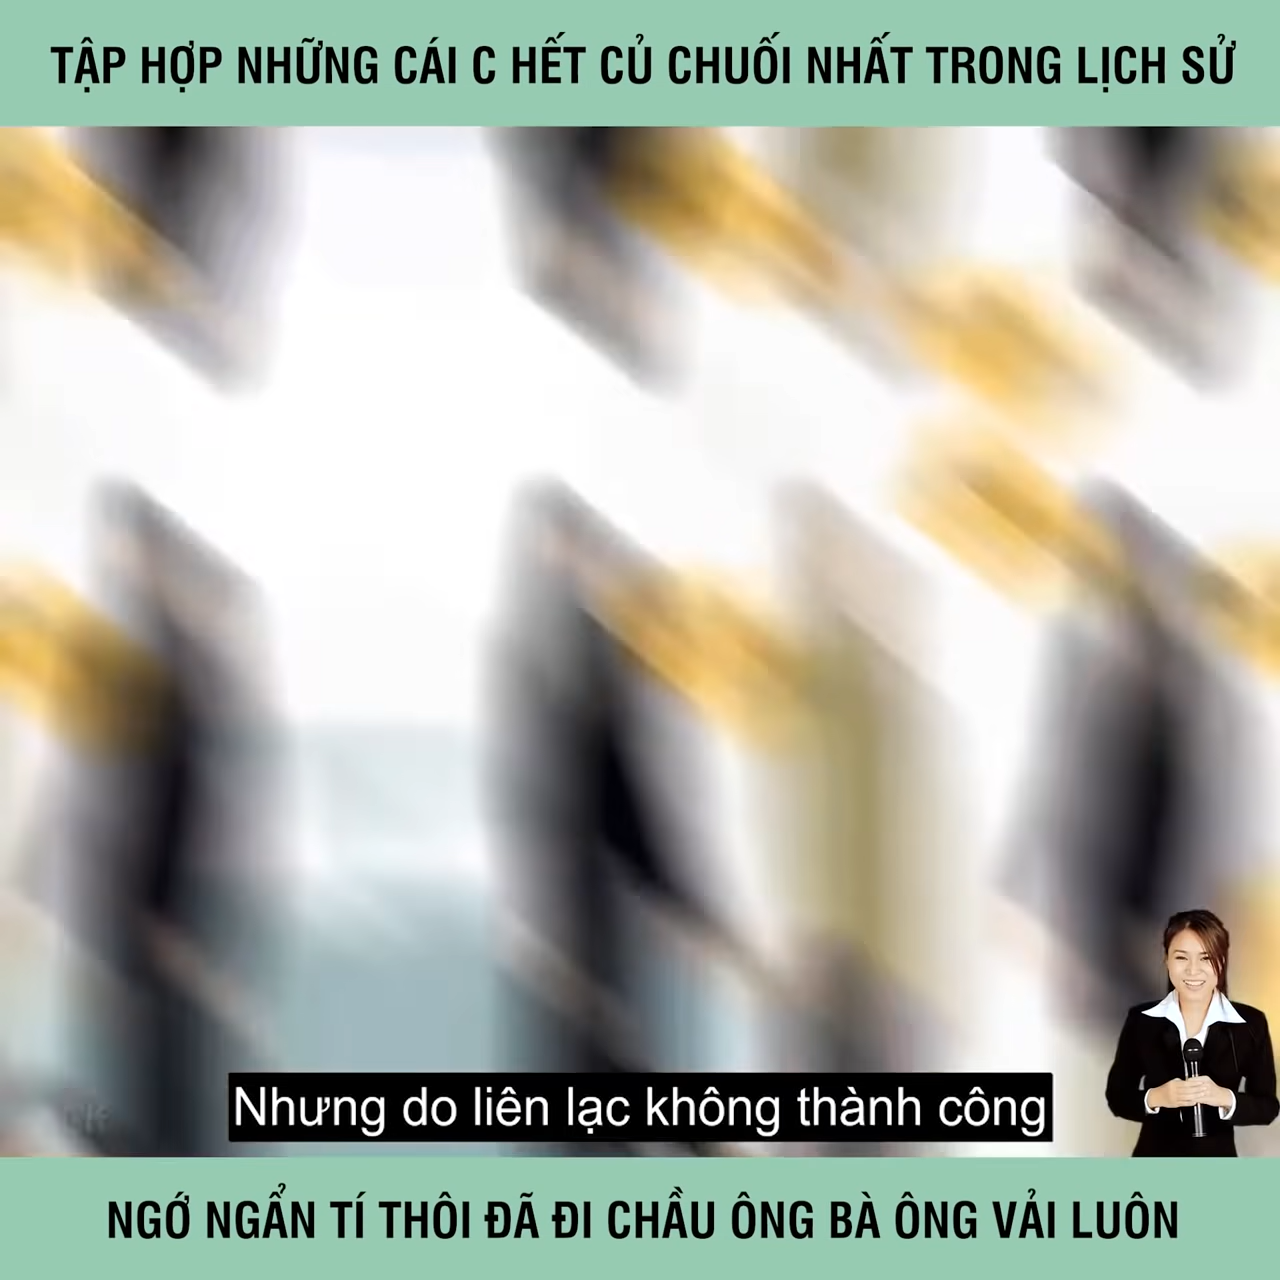 TẬP HỢP NHỮNG CÁI C HẾT CỦ CHUỐI NHẤT TRONG LỊCH SỬ
Nhưng do liên lạc không thành công
NGỚ NGẨN TÍ THÔI ĐÃ ĐI CHẦU ÔNG BÀ ÔNG VẢI LUÔN